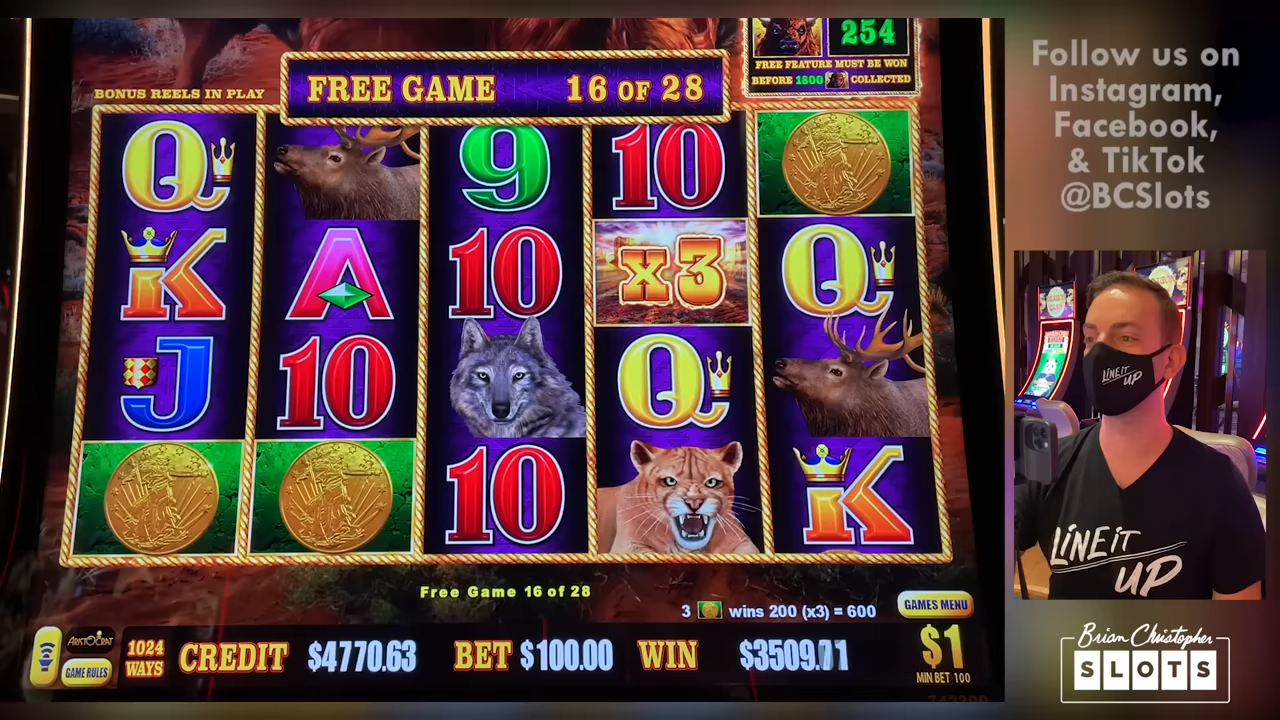 254
FREE FEATURE MUST BE WON
BEFORE 1800 COLLECTED
BONUS REELS IN PLAY
FREE GAME 16 OF 28
Q 9 10
K A 10 x3 Q
J 10 Q
10 K
Free Game 16 of 28
3 wins 200 (x3) = 600
GAMES MENU
ARISTOCRAT
GAME RULES
1024
WAYS
CREDIT $4770.63 BET $100.00 WIN $3509.71
$1
MIN BET 100
Follow us on
Instagram,
Facebook,
& TikTok
@BCSlots
LINE IT
UP
LINE IT
UP
Brian Christopher
SLOTS